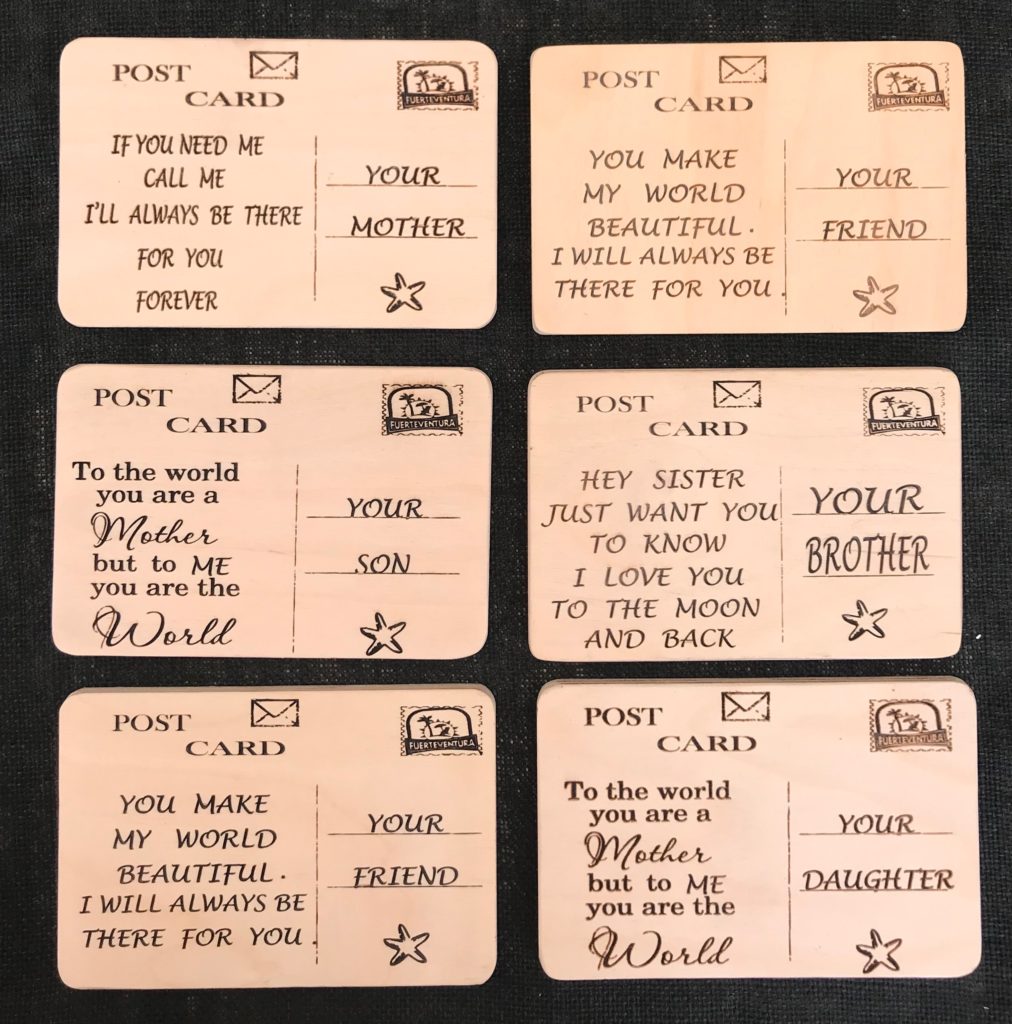 POST
CARD
FUERTEVENTURA
IF YOU NEED ME
CALL ME
I'LL ALWAYS BE THERE
FOR YOU
FOREVER
YOUR
MOTHER
POST
CARD
FUERTEVENTURA
YOU MAKE
MY WORLD
BEAUTIFUL.
I WILL ALWAYS BE
THERE FOR YOU.
YOUR
FRIEND
POST
CARD
FUERTEVENTURA
To the world
you are a
Mother
but to ME
you are the
World
YOUR
SON
POST
CARD
FUERTEVENTURA
HEY SISTER
JUST WANT YOU
TO KNOW
I LOVE YOU
TO THE MOON
AND BACK
YOUR
BROTHER
POST
CARD
FUERTEVENTURA
YOU MAKE
MY WORLD
BEAUTIFUL.
I WILL ALWAYS BE
THERE FOR YOU.
YOUR
FRIEND
POST
CARD
FUERTEVENTURA
To the world
you are a
Mother
but to ME
you are the
World
YOUR
DAUGHTER